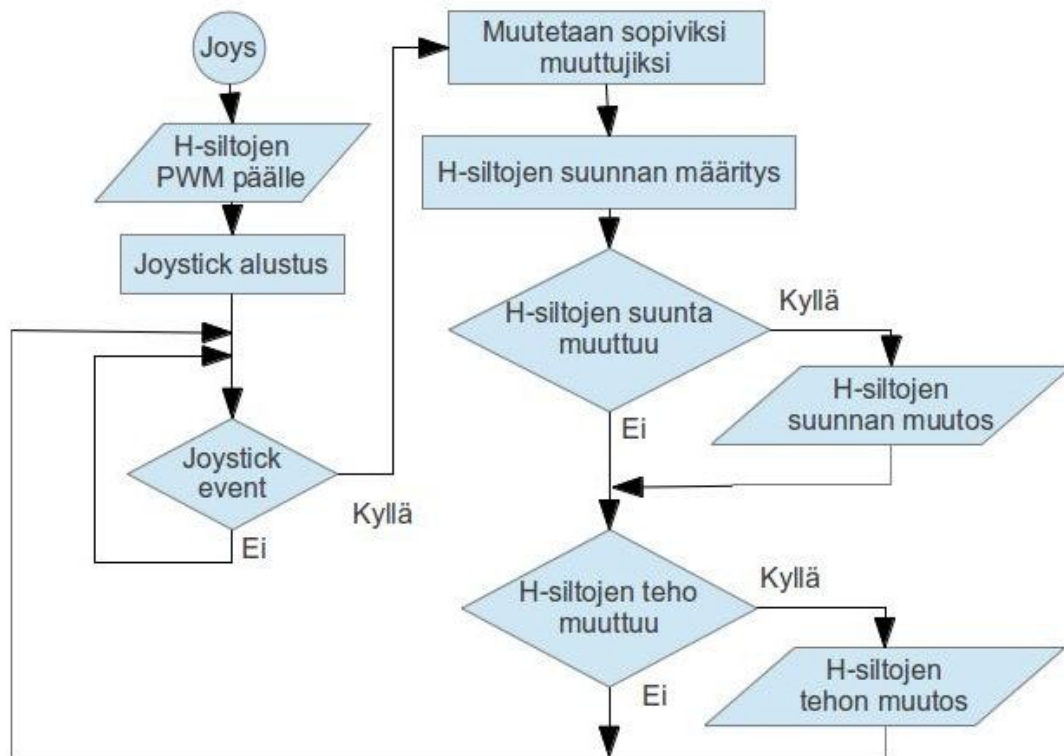 Joys
H-siltojen
PWM päälle
Joystick alustus
Joystick
event
Kyllä
Ei
Muutetaan sopiviksi
muuttujiksi
H-siltojen suunnan määritys
H-siltojen suunta
muuttuu
Kyllä
Ei
H-siltojen
suunnan muutos
H-siltojen teho
muuttuu
Kyllä
Ei
H-siltojen
tehon muutos